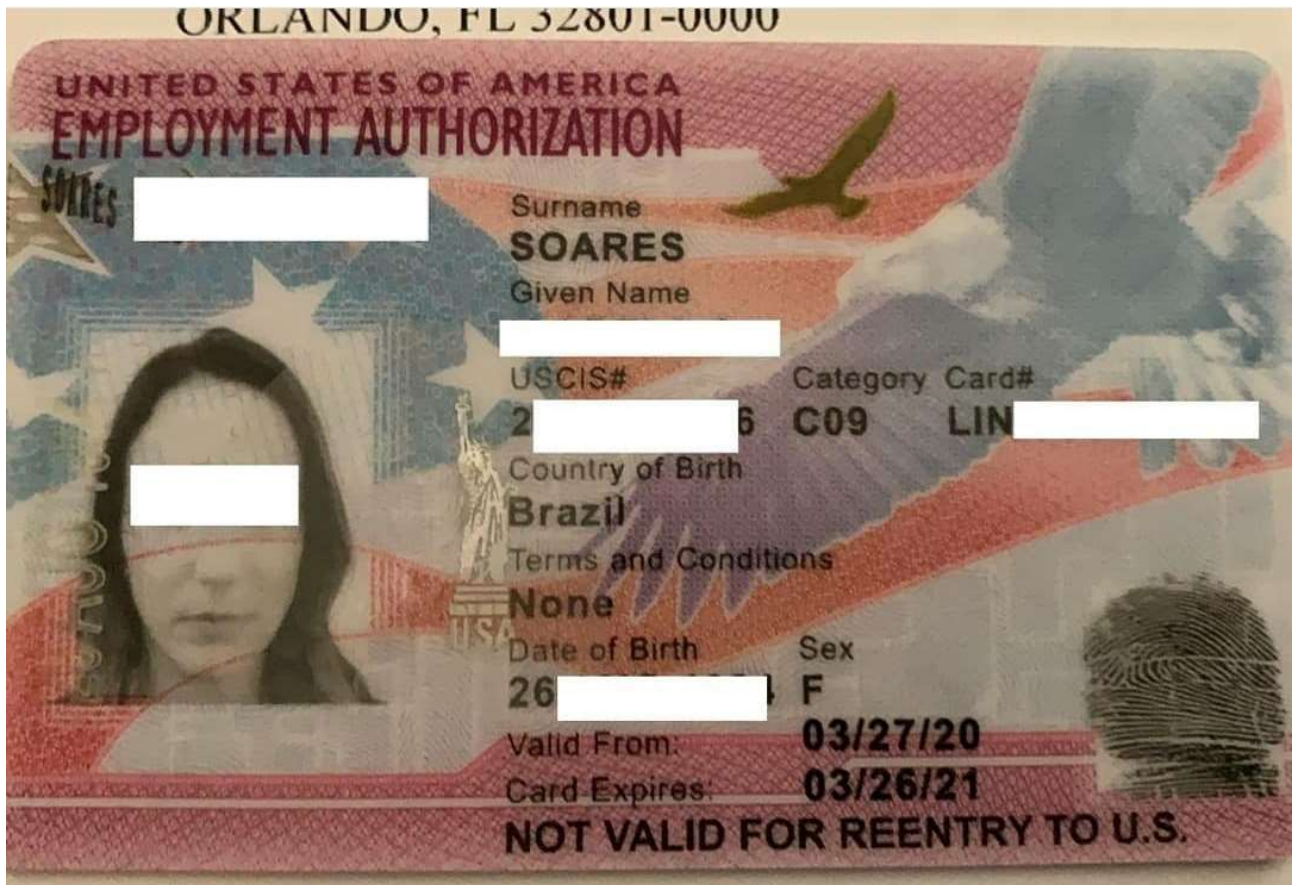 ORLANDO, FL 32801-0000
UNITED STATES OF AMERICA
EMPLOYMENT AUTHORIZATION
SOARES
Surname
SOARES
Given Name
USCIS# Category Card#
2 6 C09 LIN
Country of Birth
Brazil
Terms and Conditions
None
USA
Date of Birth Sex
26 F
Valid From: 03/27/20
Card Expires: 03/26/21
NOT VALID FOR REENTRY TO U.S.